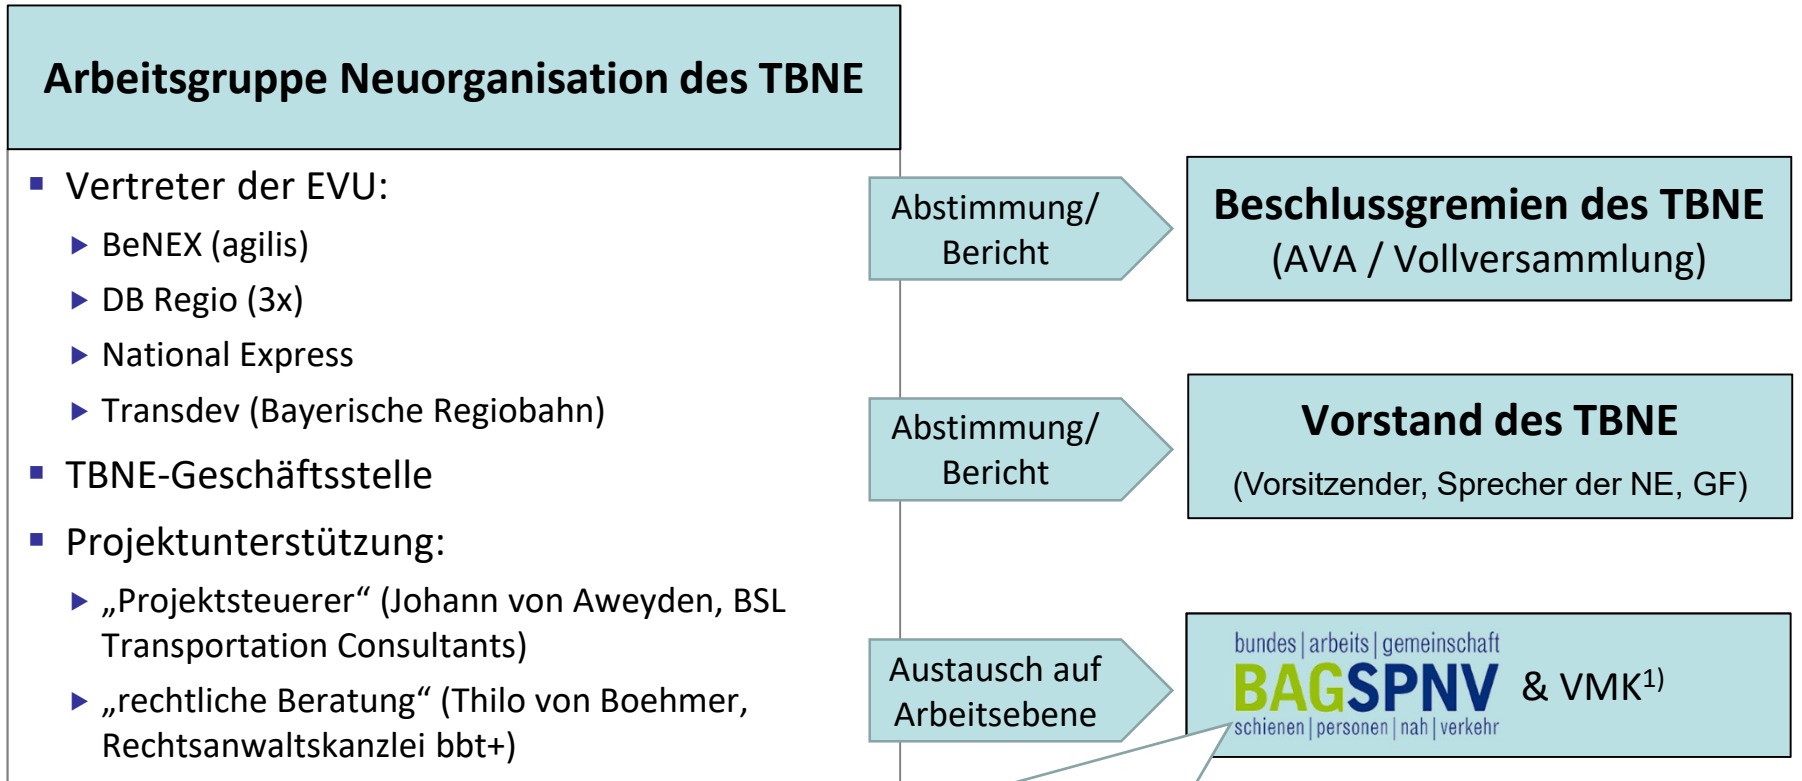 Arbeitsgruppe Neuorganisation des TBNE
Vertreter der EVU:
BeNEX (agilis)
DB Regio (3x)
National Express
Transdev (Bayerische Regiobahn)
TBNE-Geschäftsstelle
Projektunterstützung:
„Projektsteuerer“ (Johann von Aweyden, BSL
Transportation Consultants)
„rechtliche Beratung“ (Thilo von Boehmer,
Rechtsanwaltskanzlei bbt+)
Abstimmung/
Bericht
Beschlussgremien des TBNE
(AVA / Vollversammlung)
Abstimmung/
Bericht
Vorstand des TBNE
(Vorsitzender, Sprecher der NE, GF)
Austausch auf
Arbeitsebene
bundes|arbeits|gemeinschaft
BAGSPNV & VMK1)
schienen|personen|nah|verkehr